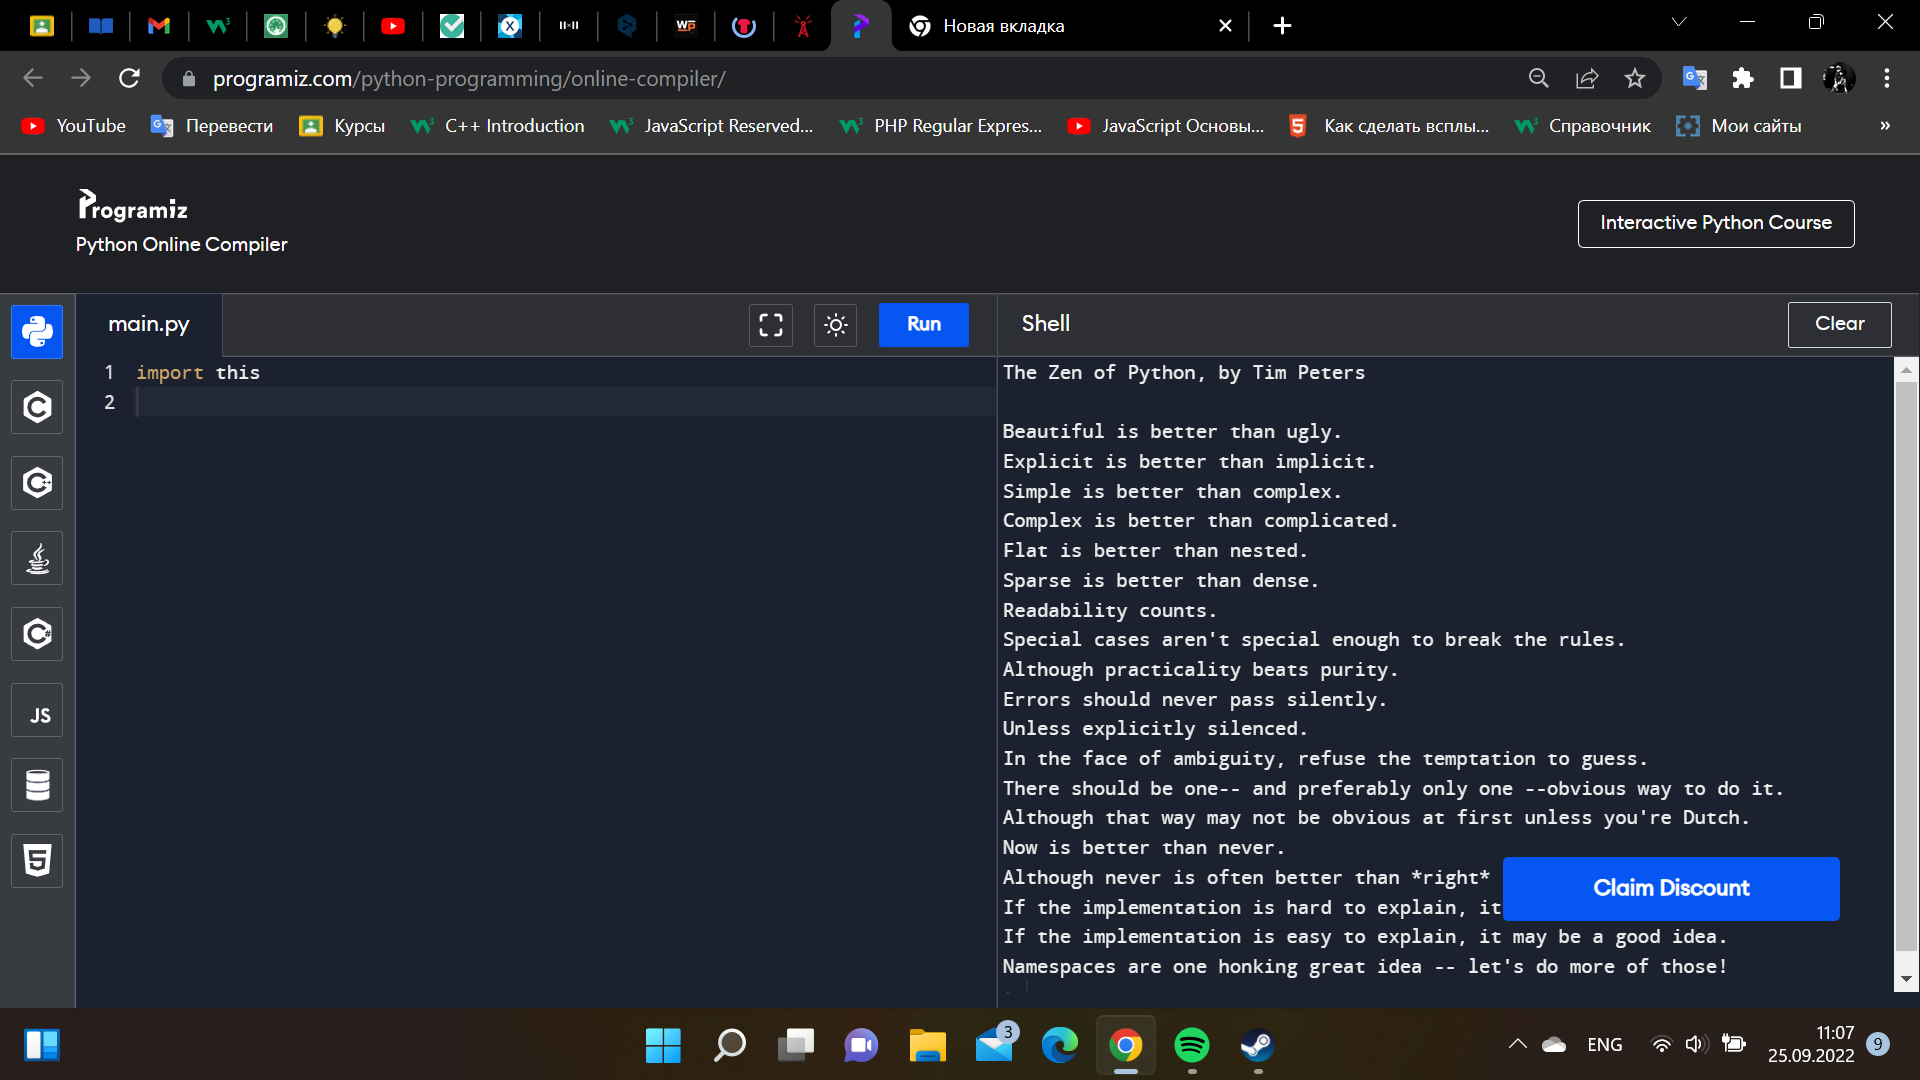 Новая вкладка
programiz.com/python-programming/online-compiler/
YouTube Перевести Курсы C++ Introduction JavaScript Reserved... PHP Regular Expres... JavaScript Основы... Как сделать всплы... Справочник Мои сайты »
Programiz
Python Online Compiler
Interactive Python Course
main.py
Run
Shell
Clear
1 import this
2
The Zen of Python, by Tim Peters
Beautiful is better than ugly.
Explicit is better than implicit.
Simple is better than complex.
Complex is better than complicated.
Flat is better than nested.
Sparse is better than dense.
Readability counts.
Special cases aren't special enough to break the rules.
Although practicality beats purity.
Errors should never pass silently.
Unless explicitly silenced.
In the face of ambiguity, refuse the temptation to guess.
There should be one-- and preferably only one --obvious way to do it.
Although that way may not be obvious at first unless you're Dutch.
Now is better than never.
Although never is often better than *right*
If the implementation is hard to explain, it
Claim Discount
If the implementation is easy to explain, it may be a good idea.
Namespaces are one honking great idea -- let's do more of those!
JS
3
ENG
11:07
25.09.2022
9